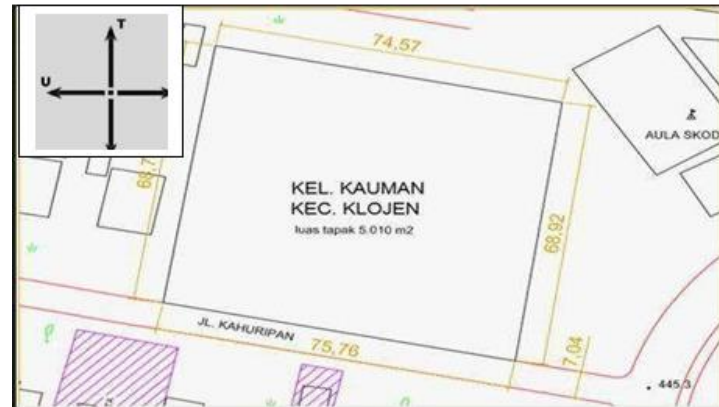 T
U
74,57
AULA SKOD
KEL. KAUMAN
KEC. KLOJEN
luas tapak 5.010 m2
68,92
JL. KAHURIPAN
75,76
7,04
445.3